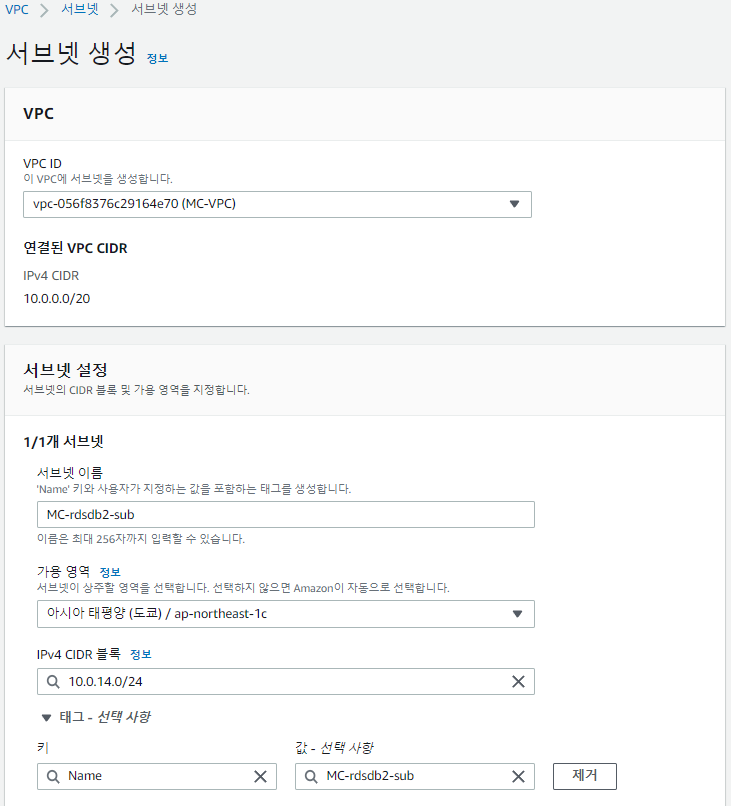 VPC > 서브넷 > 서브넷 생성
서브넷 생성 정보
VPC
VPC ID
이 VPC에 서브넷을 생성합니다.
vpc-056f8376c29164e70 (MC-VPC)
연결된 VPC CIDR
IPv4 CIDR
10.0.0.0/20
서브넷 설정
서브넷의 CIDR 블록 및 가용 영역을 지정합니다.
1/1개 서브넷
서브넷 이름
'Name' 키와 사용자가 지정하는 값을 포함하는 태그를 생성합니다.
MC-rdsdb2-sub
이름은 최대 256자까지 입력할 수 있습니다.
가용 영역 정보
서브넷이 상주할 영역을 선택합니다. 선택하지 않으면 Amazon이 자동으로 선택합니다.
아시아 태평양 (도쿄) / ap-northeast-1c
IPv4 CIDR 블록 정보
10.0.14.0/24
태그 - 선택 사항
키 값 - 선택 사항
Name MC-rdsdb2-sub 제거